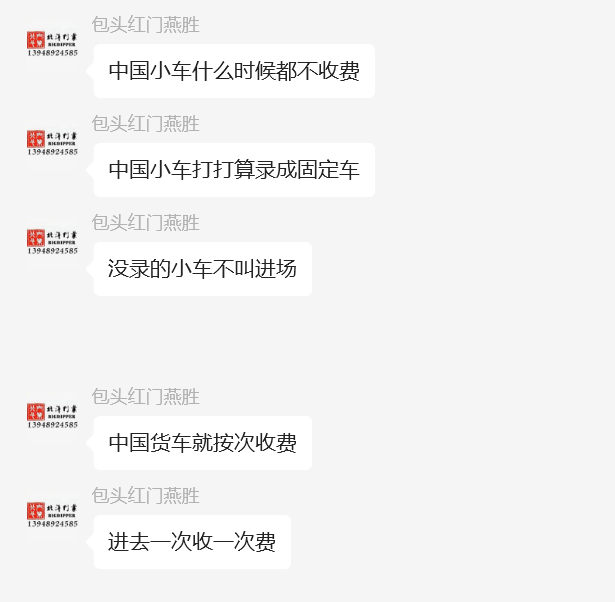 包头红门燕胜
13948924585
中国小车什么时候都不收费
包头红门燕胜
13948924585
中国小车打打算录成固定车
包头红门燕胜
13948924585
没录的小车不叫进场
包头红门燕胜
13948924585
中国货车就按次收费
包头红门燕胜
13948924585
进去一次收一次费